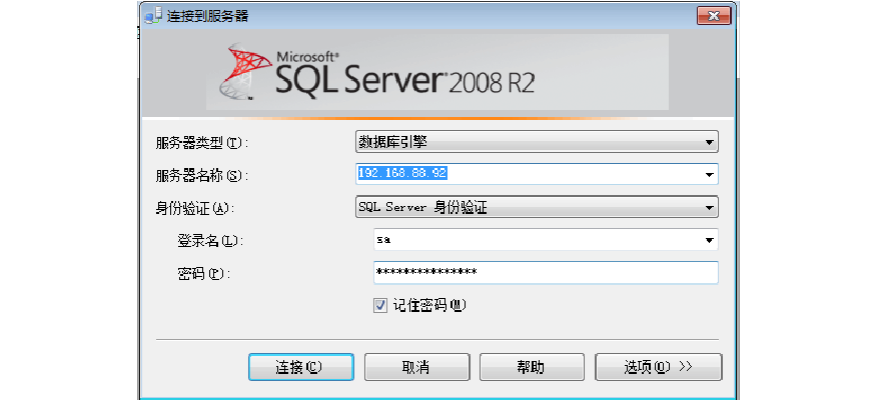 连接到服务器
Microsoft®
SQL Server® 2008 R2
服务器类型(T):
数据库引擎
服务器名称(S):
192.168.88.92
身份验证(A):
SQL Server 身份验证
登录名(L):
sa
密码(P):
***************
记住密码(M)
连接(C)
取消
帮助
选项(O) >>